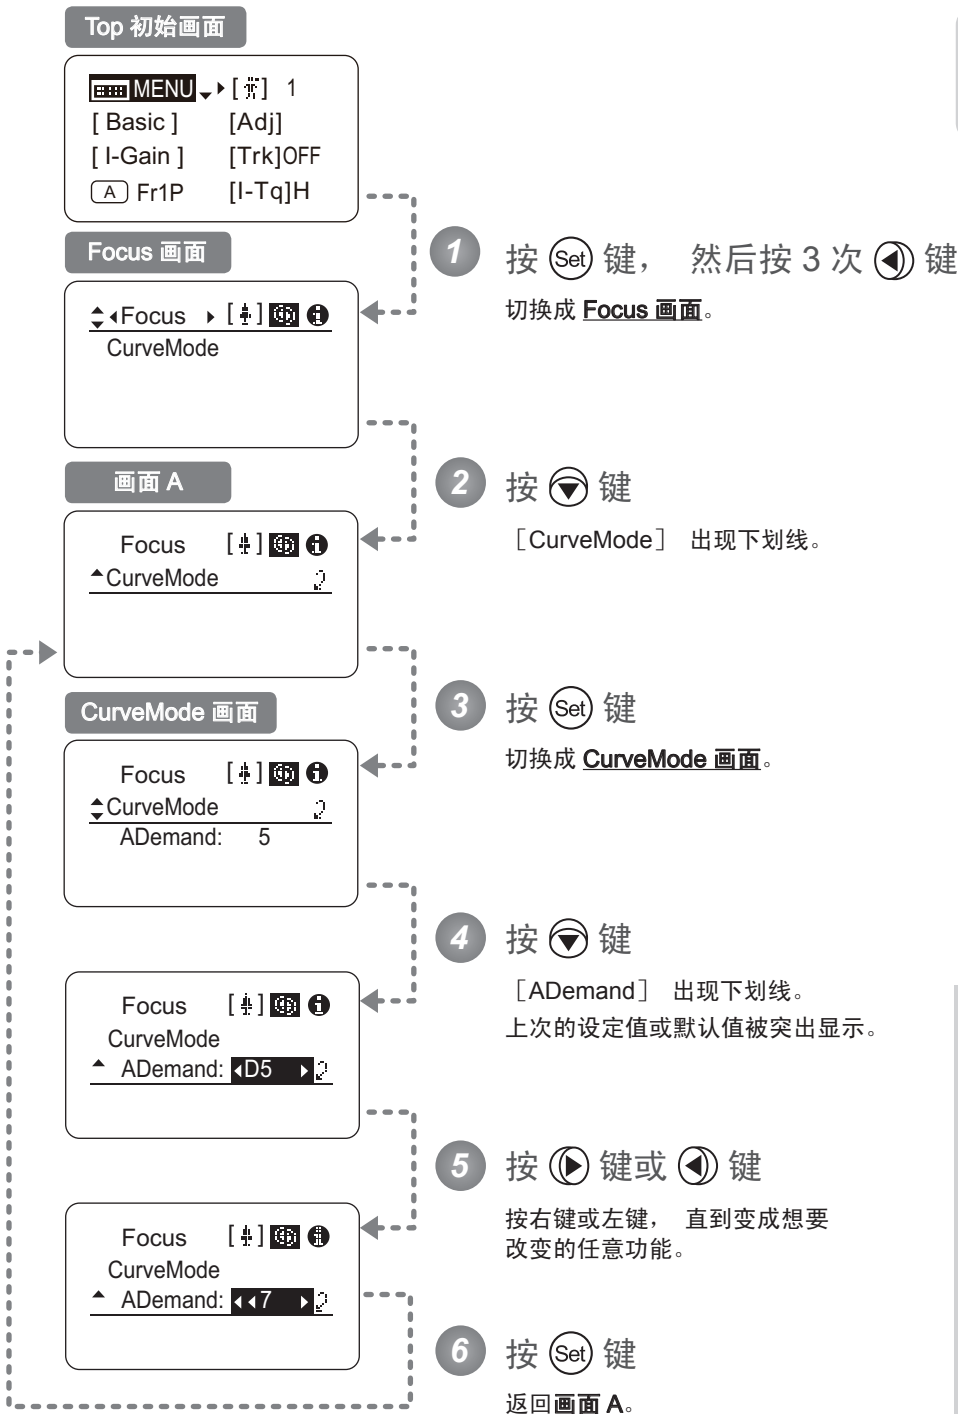 Top 初始画面
MENU [ ] 1
[ Basic ] [Adj]
[ I-Gain ] [Trk]OFF
A Fr1P [I-Tq]H
Focus 画面
1 按 Set 键， 然后按 3 次 键
切换成 Focus 画面。
Focus [ ]
CurveMode
画面 A
2 按 键
［CurveMode］ 出现下划线。
Focus [ ]
CurveMode
CurveMode 画面
3 按 Set 键
切换成 CurveMode 画面。
Focus [ ]
CurveMode
ADemand: 5
4 按 键
［ADemand］ 出现下划线。
上次的设定值或默认值被突出显示。
Focus [ ]
CurveMode
ADemand: D5
5 按 键或 键
按右键或左键， 直到变成想要
改变的任意功能。
Focus [ ]
CurveMode
ADemand: 7
6 按 Set 键
返回画面 A。